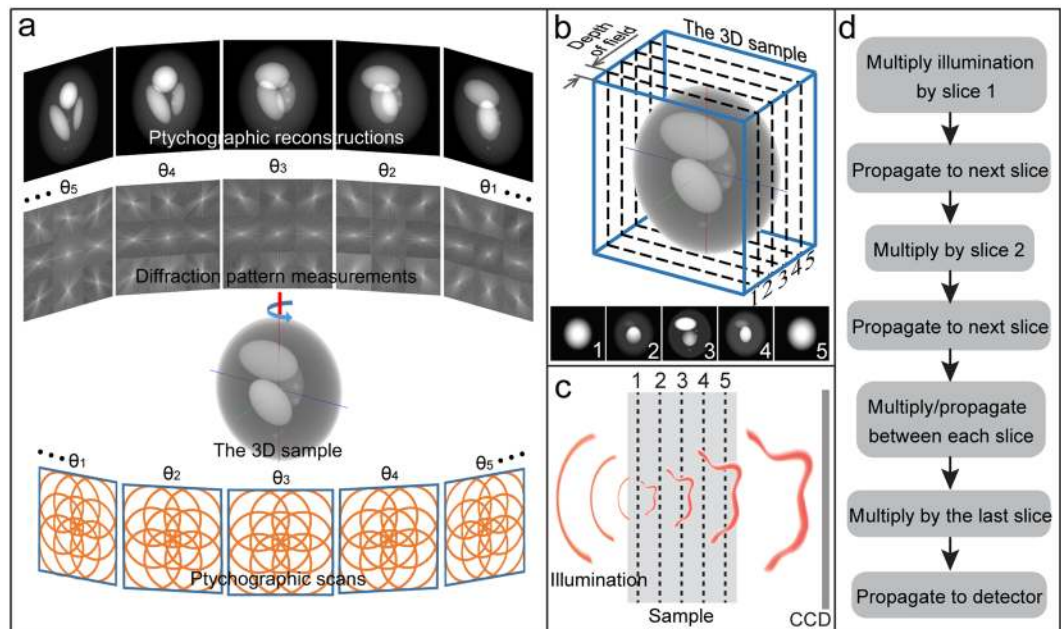 a
Ptychographic reconstructions
θ5 θ4 θ3 θ2 θ1
Diffraction pattern measurements
The 3D sample
θ1 θ2 θ3 θ4 θ5
Ptychographic scans
b
Depth
of field
The 3D sample
1 2 3 4 5
1 2 3 4 5
c
1 2 3 4 5
Illumination
Sample
CCD
d
Multiply illumination
by slice 1
Propagate to next slice
Multiply by slice 2
Propagate to next slice
Multiply/propagate
between each slice
Multiply by the last slice
Propagate to detector